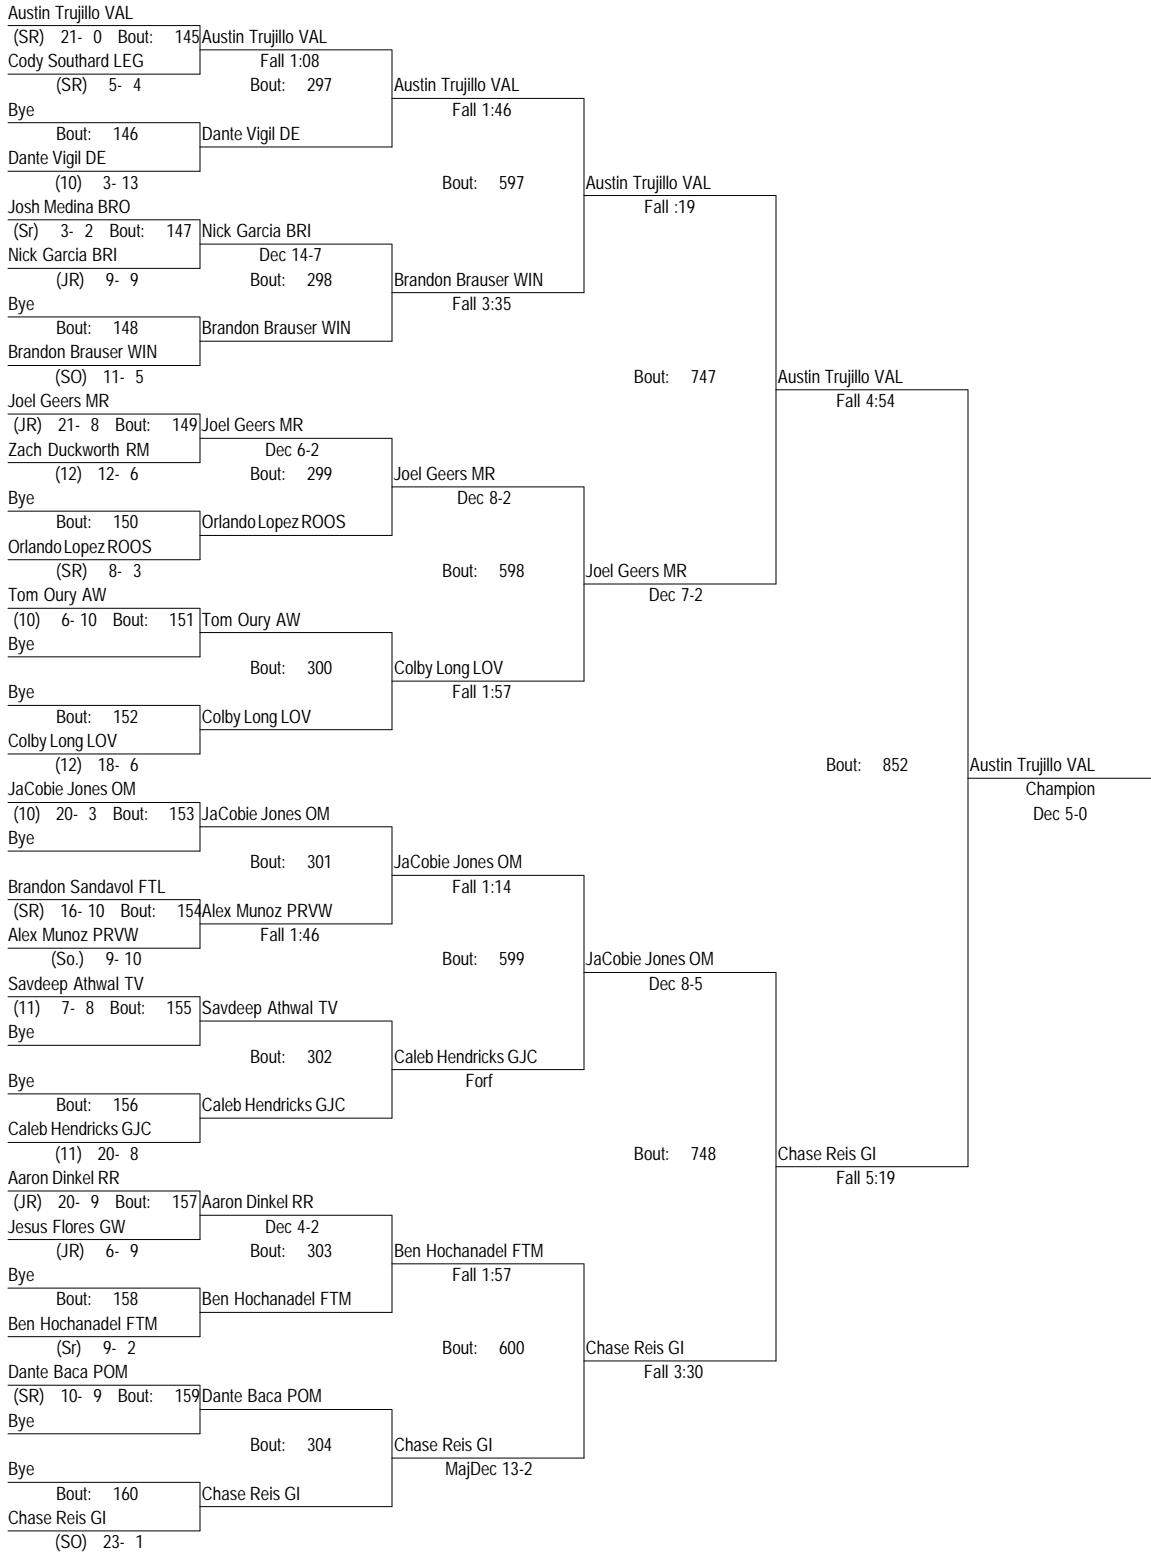 Austin Trujillo VAL
(SR) 21- 0 Bout: 145 Austin Trujillo VAL
Cody Southard LEG Fall 1:08
(SR) 5- 4 Bout: 297 Austin Trujillo VAL
Bye Fall 1:46
Bout: 146 Dante Vigil DE
Dante Vigil DE
(10) 3- 13 Bout: 597 Austin Trujillo VAL
Josh Medina BRO Fall :19
(Sr) 3- 2 Bout: 147 Nick Garcia BRI
Nick Garcia BRI Dec 14-7
(JR) 9- 9 Bout: 298 Brandon Brauser WIN
Bye Fall 3:35
Bout: 148 Brandon Brauser WIN
Brandon Brauser WIN
(SO) 11- 5 Bout: 747 Austin Trujillo VAL
Joel Geers MR Fall 4:54
(JR) 21- 8 Bout: 149 Joel Geers MR
Zach Duckworth RM Dec 6-2
(12) 12- 6 Bout: 299 Joel Geers MR
Bye Dec 8-2
Bout: 150 Orlando Lopez ROOS
Orlando Lopez ROOS
(SR) 8- 3 Bout: 598 Joel Geers MR
Tom Oury AW Dec 7-2
(10) 6- 10 Bout: 151 Tom Oury AW
Bye
Bout: 300 Colby Long LOV
Bye Fall 1:57
Bout: 152 Colby Long LOV
Colby Long LOV
(12) 18- 6 Bout: 852 Austin Trujillo VAL
JaCobie Jones OM Champion
(10) 20- 3 Bout: 153 JaCobie Jones OM Dec 5-0
Bye
Bout: 301 JaCobie Jones OM
Brandon Sandavol FTL Fall 1:14
(SR) 16- 10 Bout: 154 Alex Munoz PRVW
Alex Munoz PRVW Fall 1:46
(So.) 9- 10 Bout: 599 JaCobie Jones OM
Savdeep Athwal TV Dec 8-5
(11) 7- 8 Bout: 155 Savdeep Athwal TV
Bye
Bout: 302 Caleb Hendricks GJC
Bye Forf
Bout: 156 Caleb Hendricks GJC
Caleb Hendricks GJC
(11) 20- 8 Bout: 748 Chase Reis GI
Aaron Dinkel RR Fall 5:19
(JR) 20- 9 Bout: 157 Aaron Dinkel RR
Jesus Flores GW Dec 4-2
(JR) 6- 9 Bout: 303 Ben Hochanadel FTM
Bye Fall 1:57
Bout: 158 Ben Hochanadel FTM
Ben Hochanadel FTM
(Sr) 9- 2 Bout: 600 Chase Reis GI
Dante Baca POM Fall 3:30
(SR) 10- 9 Bout: 159 Dante Baca POM
Bye
Bout: 304 Chase Reis GI
Bye MajDec 13-2
Bout: 160 Chase Reis GI
Chase Reis GI
(SO) 23- 1